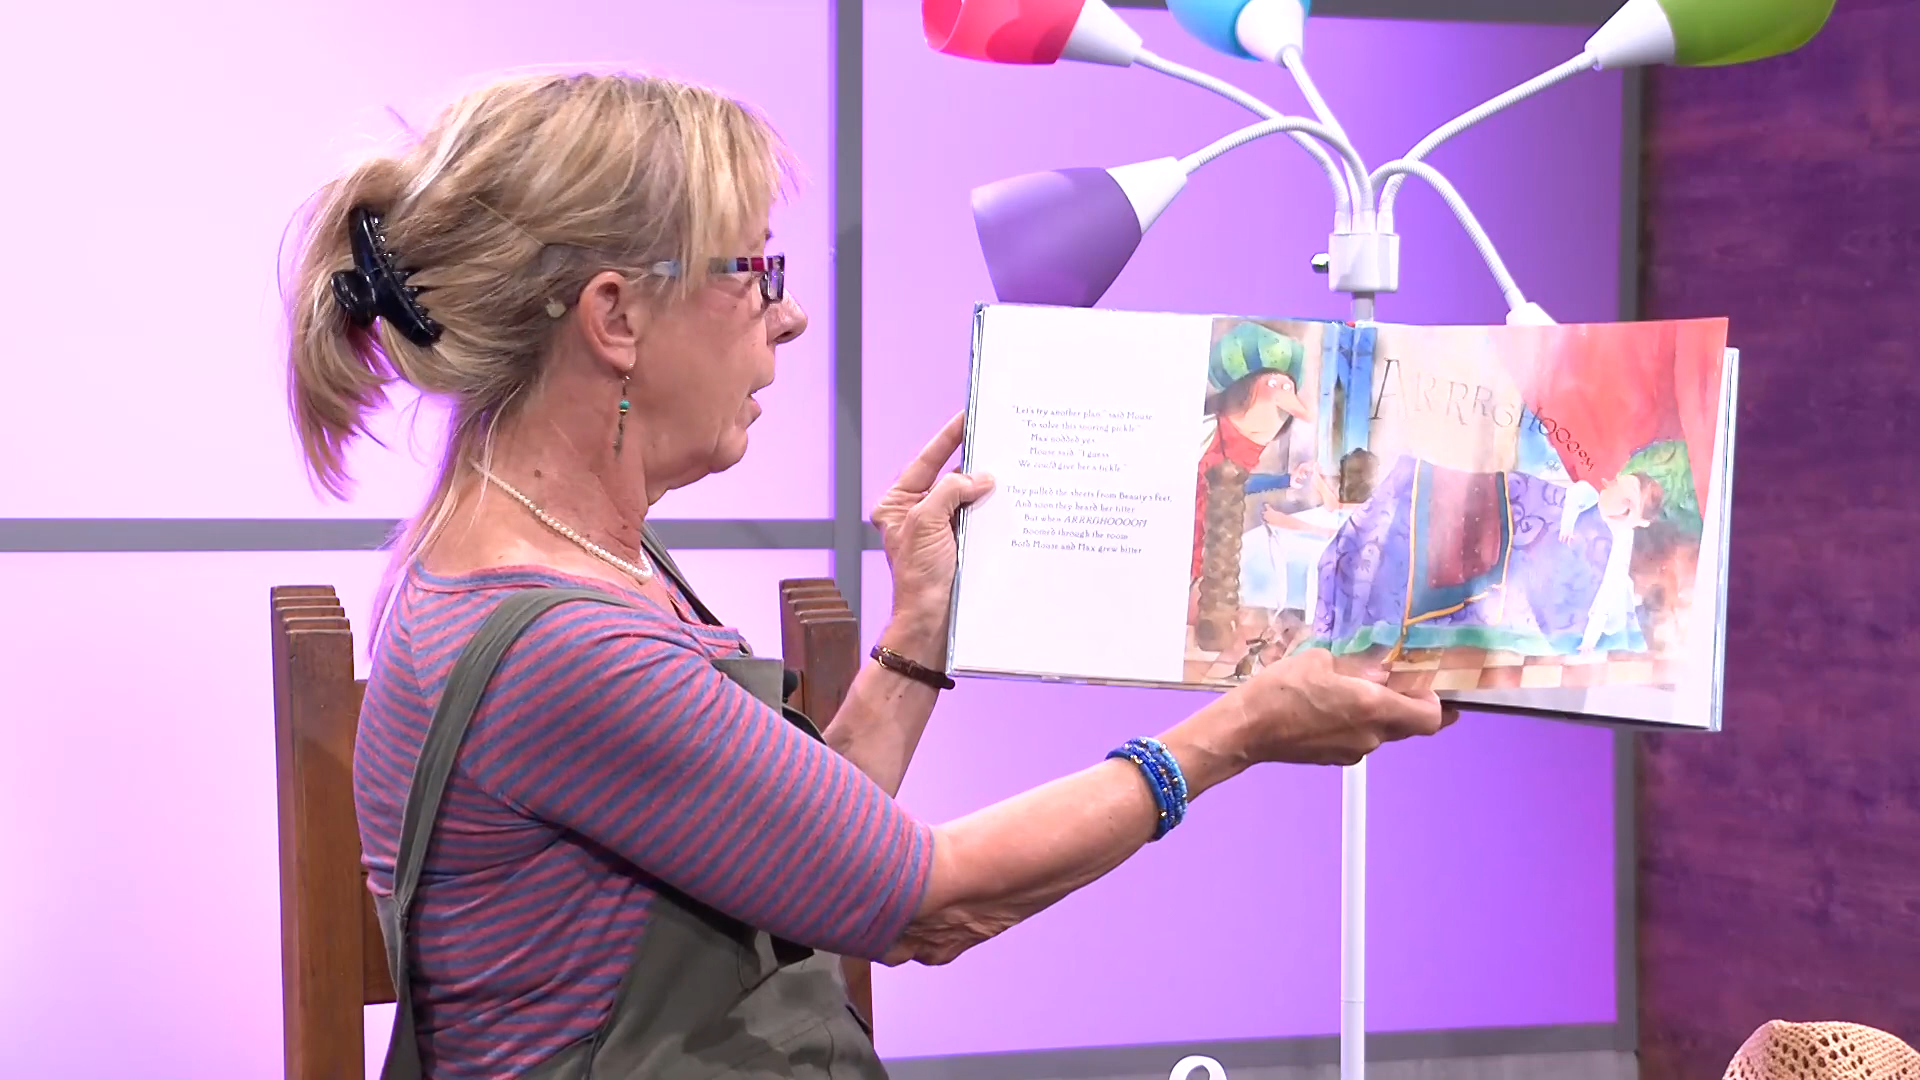 "Let's try another plan," said Mouse.
"To solve this snoring pickle."
Max nodded yes.
Mouse said, "I guess
We could give her a tickle."
They pulled the sheets from Beauty's feet,
And soon they heard her titter
But when ARRRGHOOOOM
Boomed through the room
Both Mouse and Max grew bitter
ARRRGHOOOOM